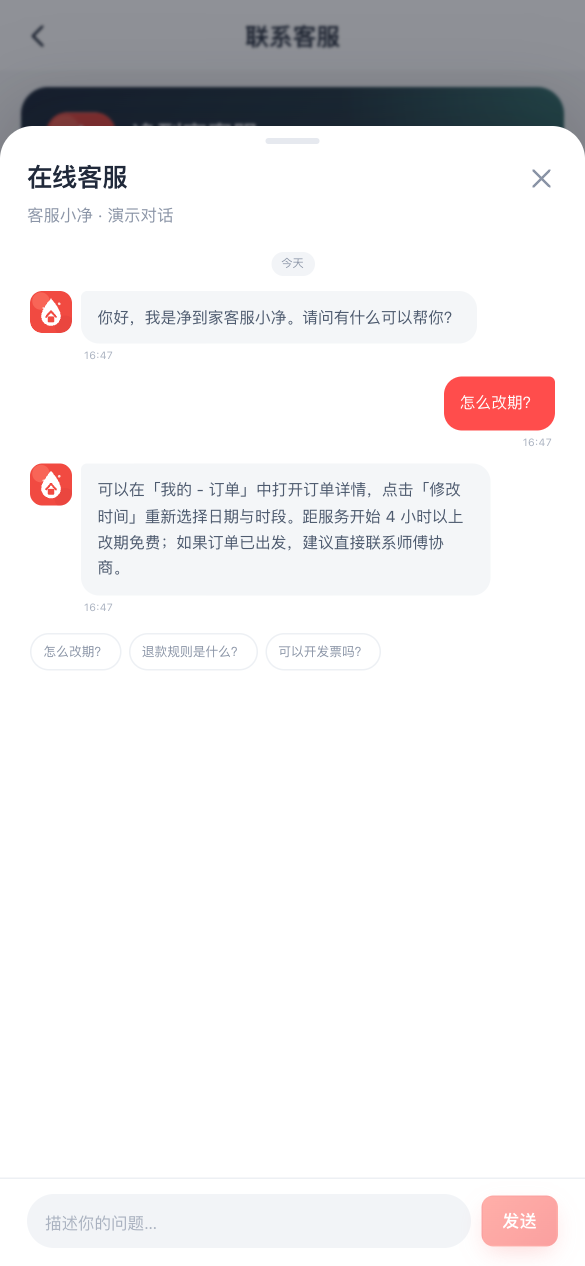 联系客服
在线客服
客服小净 · 演示对话
今天
你好，我是净到家客服小净。请问有什么可以帮你?
16:47
怎么改期?
16:47
可以在「我的 - 订单」中打开订单详情，点击「修改
时间」重新选择日期与时段。距服务开始 4 小时以上
改期免费；如果订单已出发，建议直接联系师傅协
商。
16:47
怎么改期?
退款规则是什么?
可以开发票吗?
描述你的问题...
发送